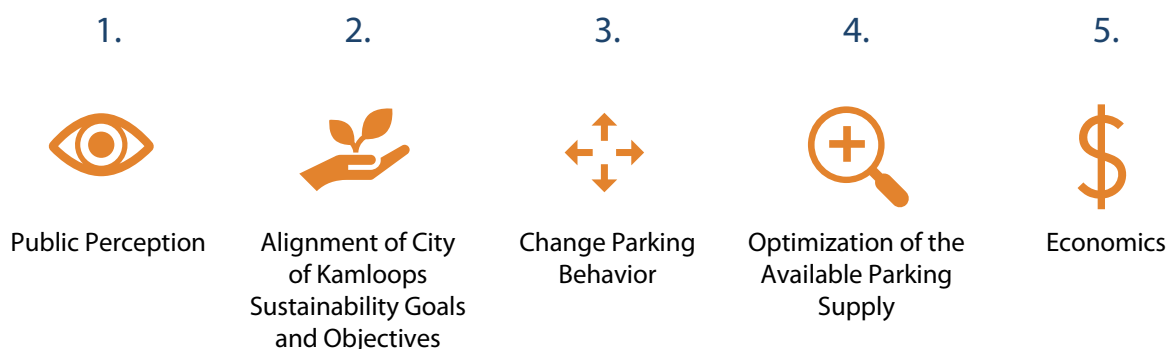 1.
2.
3.
4.
5.
Public Perception
Alignment of City
of Kamloops
Sustainability Goals
and Objectives
Change Parking
Behavior
Optimization of the
Available Parking
Supply
Economics